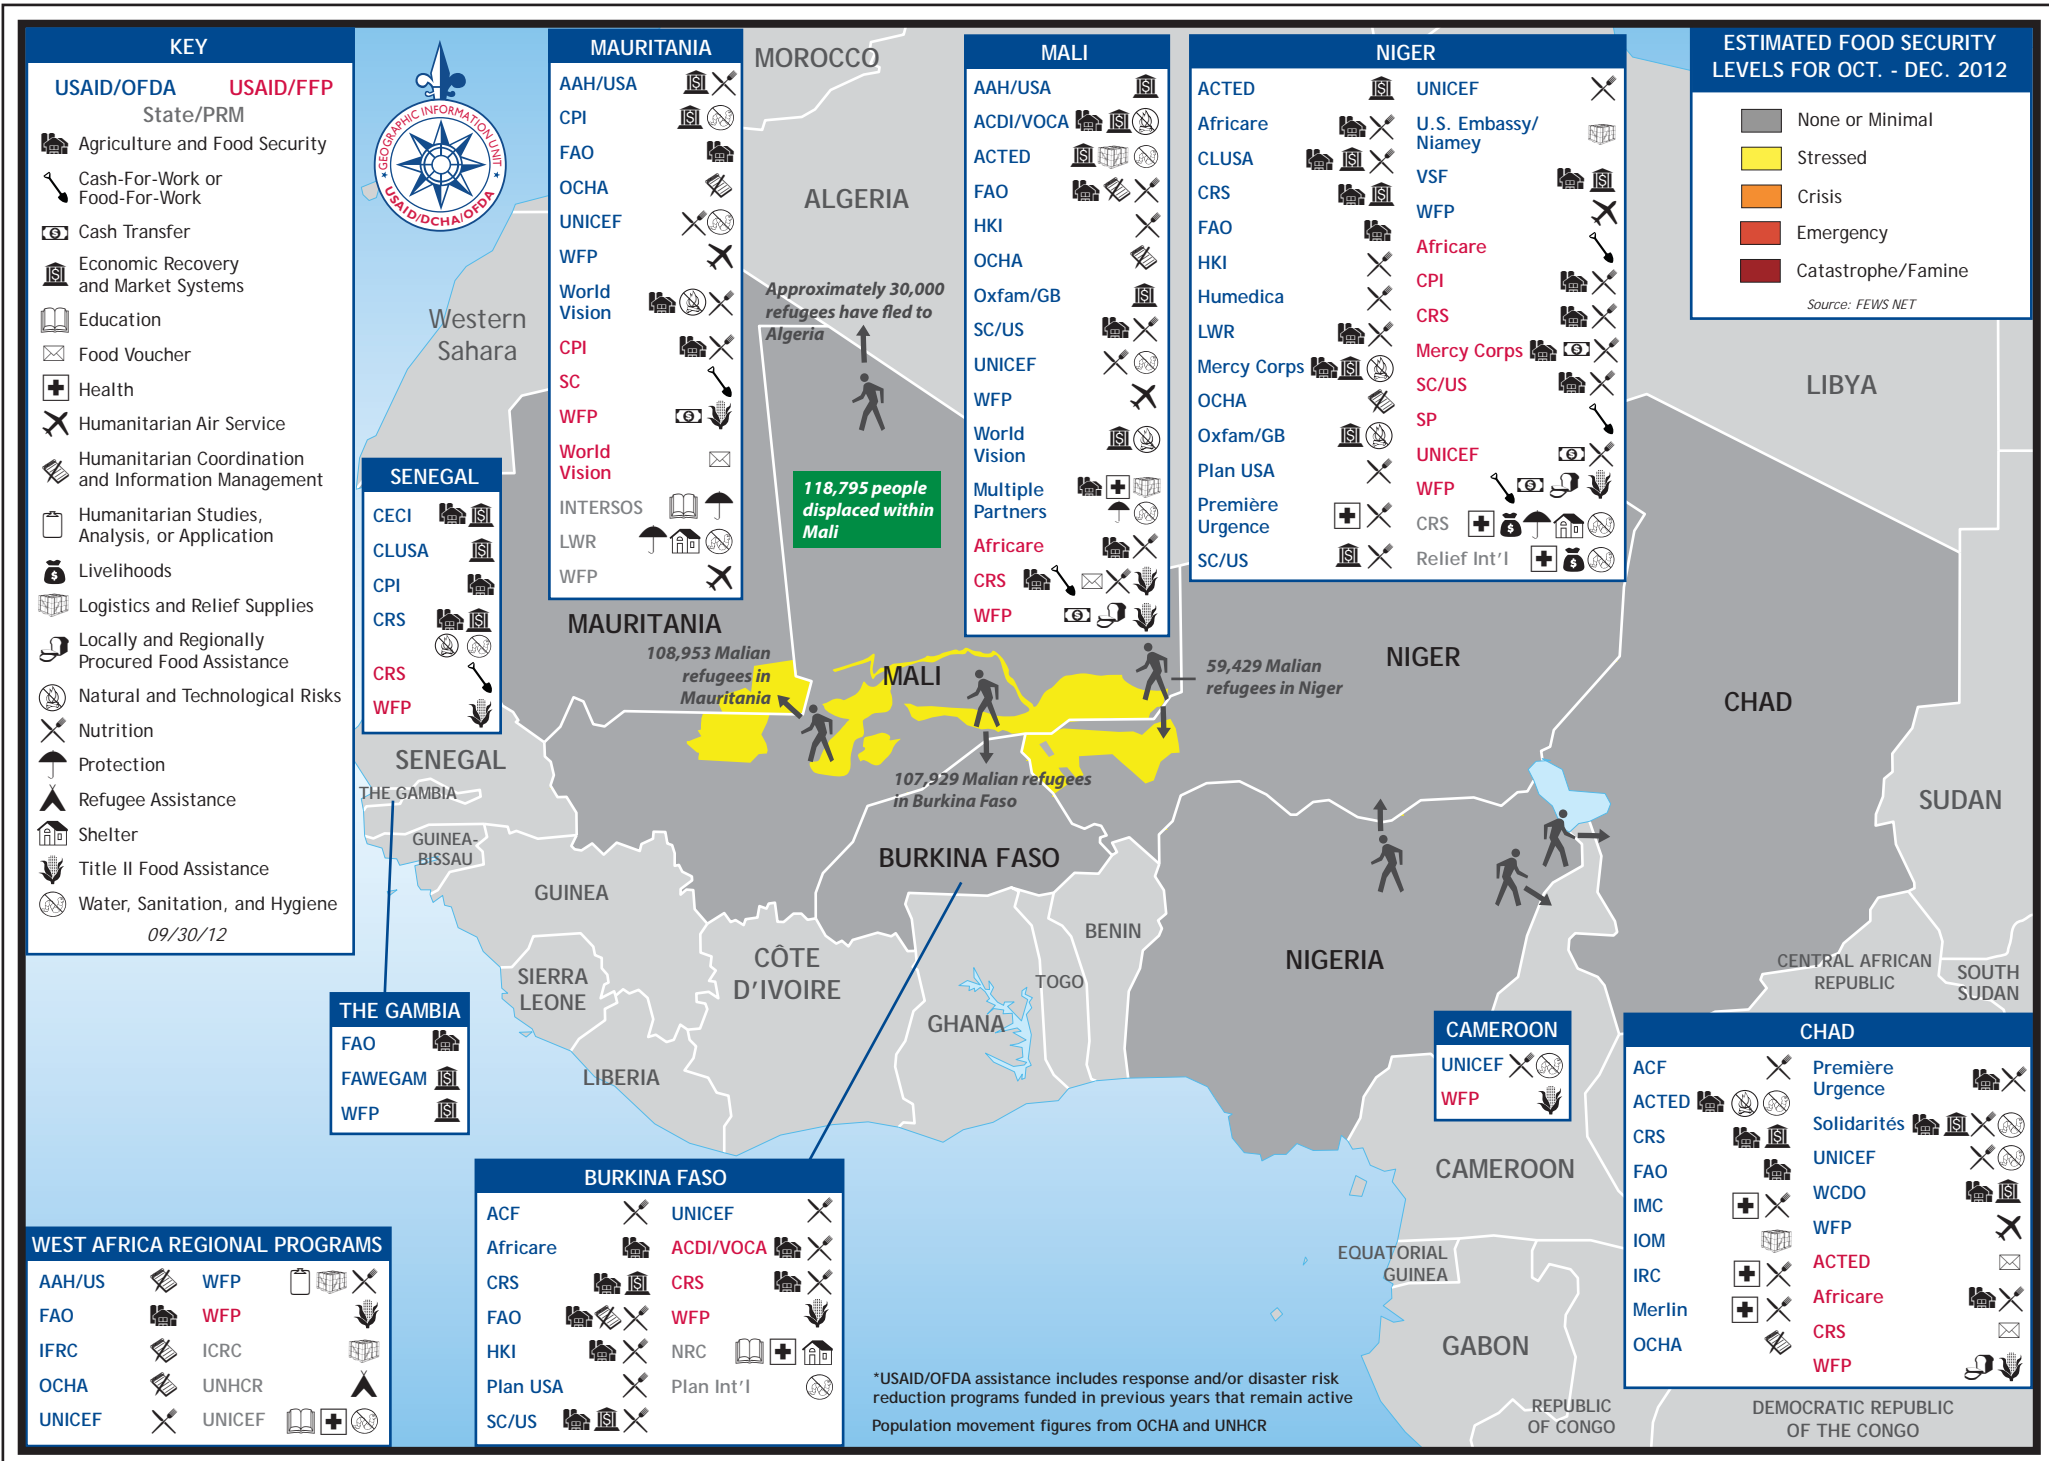 KEY
USAID/OFDA USAID/FFP
State/PRM
Agriculture and Food Security
Cash-For-Work or
Food-For-Work
Cash Transfer
Economic Recovery
and Market Systems
Education
Food Voucher
Health
Humanitarian Air Service
Humanitarian Coordination
and Information Management
Humanitarian Studies,
Analysis, or Application
Livelihoods
Logistics and Relief Supplies
Locally and Regionally
Procured Food Assistance
Natural and Technological Risks
Nutrition
Protection
Refugee Assistance
Shelter
Title II Food Assistance
Water, Sanitation, and Hygiene
09/30/12
GEOGRAPHIC INFORMATION UNIT
USAID/DCHA/OFDA
MAURITANIA
AAH/USA
CPI
FAO
OCHA
UNICEF
WFP
World
Vision
CPI
SC
WFP
World
Vision
INTERSOS
LWR
WFP
MALI
AAH/USA
ACDI/VOCA
ACTED
FAO
HKI
OCHA
Oxfam/GB
SC/US
UNICEF
WFP
World
Vision
Multiple
Partners
Africare
CRS
WFP
NIGER
ACTED
Africare
CLUSA
CRS
FAO
HKI
Humedica
LWR
Mercy Corps
OCHA
Oxfam/GB
Plan USA
Première
Urgence
SC/US
UNICEF
U.S. Embassy/
Niamey
VSF
WFP
Africare
CPI
CRS
Mercy Corps
SC/US
SP
UNICEF
WFP
CRS
Relief Int'l
ESTIMATED FOOD SECURITY
LEVELS FOR OCT. - DEC. 2012
None or Minimal
Stressed
Crisis
Emergency
Catastrophe/Famine
Source: FEWS NET
SENEGAL
CECI
CLUSA
CPI
CRS
CRS
WFP
MOROCCO
ALGERIA
Western
Sahara
LIBYA
Approximately 30,000
refugees have fled to
Algeria
118,795 people
displaced within
Mali
MAURITANIA
108,953 Malian
refugees in
Mauritania
MALI
59,429 Malian
refugees in Niger
NIGER
CHAD
107,929 Malian refugees
in Burkina Faso
SENEGAL
THE GAMBIA
GUINEA-
BISSAU
GUINEA
SIERRA
LEONE
LIBERIA
CÔTE
D'IVOIRE
BURKINA FASO
GHANA
TOGO
BENIN
NIGERIA
SUDAN
CENTRAL AFRICAN
REPUBLIC
SOUTH
SUDAN
CAMEROON
EQUATORIAL
GUINEA
GABON
REPUBLIC
OF CONGO
DEMOCRATIC REPUBLIC
OF THE CONGO
THE GAMBIA
FAO
FAWEGAM
WFP
CAMEROON
UNICEF
WFP
CHAD
ACF
ACTED
CRS
FAO
IMC
IOM
IRC
Merlin
OCHA
Première
Urgence
Solidarités
UNICEF
WCDO
WFP
ACTED
Africare
CRS
WFP
BURKINA FASO
ACF
Africare
CRS
FAO
HKI
Plan USA
SC/US
UNICEF
ACDI/VOCA
CRS
WFP
NRC
Plan Int'l
WEST AFRICA REGIONAL PROGRAMS
AAH/US
FAO
IFRC
OCHA
UNICEF
WFP
WFP
ICRC
UNHCR
UNICEF
*USAID/OFDA assistance includes response and/or disaster risk
reduction programs funded in previous years that remain active
Population movement figures from OCHA and UNHCR